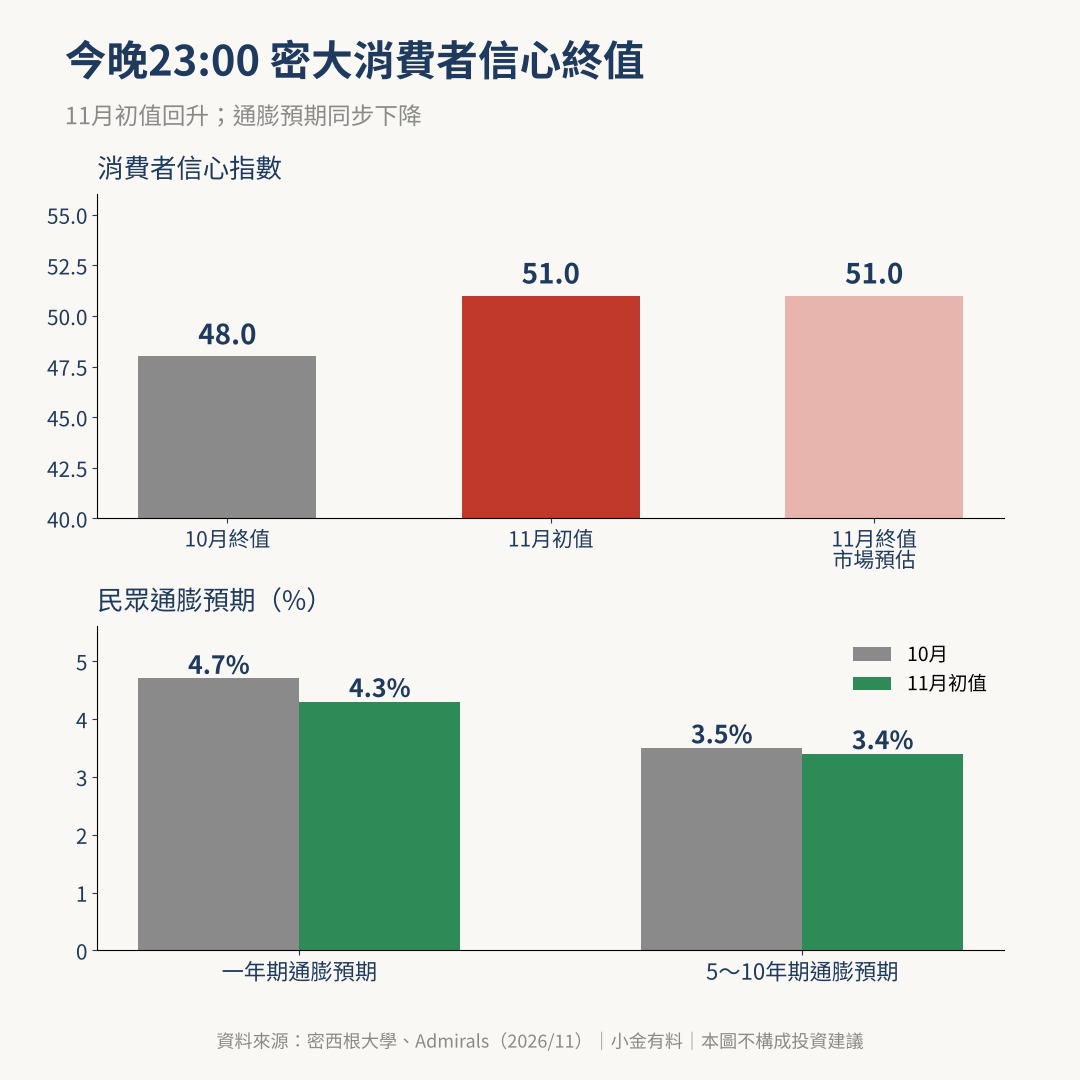 今晚23:00 密大消費者信心終值
11月初值回升；通膨預期同步下降
消費者信心指數
55.0
52.5
50.0
47.5
45.0
42.5
40.0
48.0
51.0
51.0
10月終值
11月初值
11月終值
市場預估
民眾通膨預期（%）
5
4
3
2
1
0
4.7%
4.3%
3.5%
3.4%
10月
11月初值
一年期通膨預期
5～10年期通膨預期
資料來源：密西根大學、Admirals（2026/11）｜小金有料｜本圖不構成投資建議